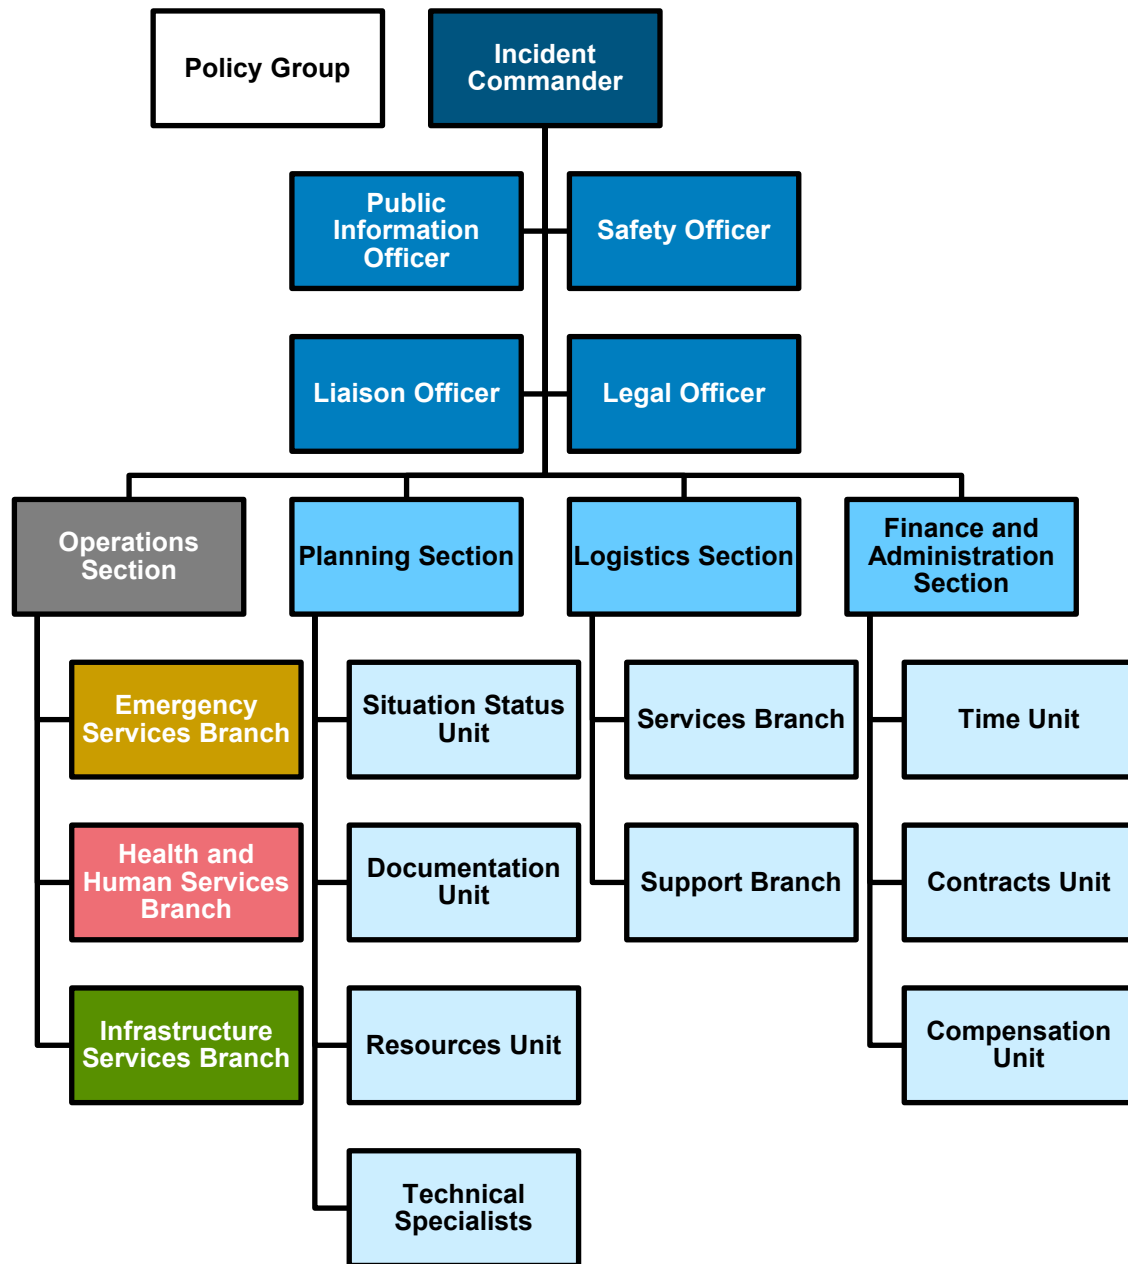 Policy Group
Incident
Commander
Public
Information
Officer
Safety Officer
Liaison Officer
Legal Officer
Operations
Section
Planning Section
Logistics Section
Finance and
Administration
Section
Emergency
Services Branch
Situation Status
Unit
Services Branch
Time Unit
Health and
Human Services
Branch
Documentation
Unit
Support Branch
Contracts Unit
Infrastructure
Services Branch
Resources Unit
Compensation
Unit
Technical
Specialists